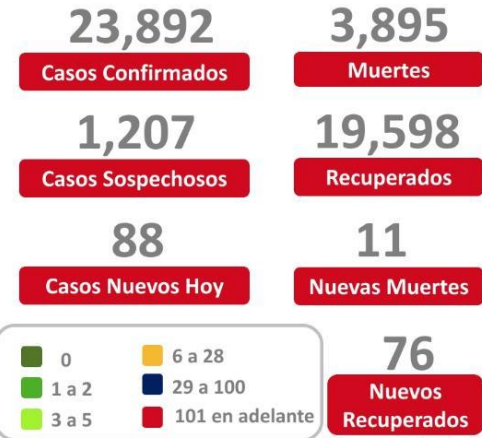 23,892
Casos Confirmados
3,895
Muertes
1,207
Casos Sospechosos
19,598
Recuperados
88
Casos Nuevos Hoy
11
Nuevas Muertes
0
1 a 2
3 a 5
6 a 28
29 a 100
101 en adelante
76
Nuevos
Recuperados